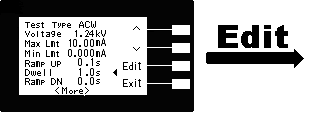 Test Type ACW
Voltage 1.24kV
Max Lmt 10.00mA
Min Lmt 0.000mA
Ramp UP 0.1s
Dwell 1.0s
Ramp DN 0.0s
<More>
^
v
Edit
Exit
Edit